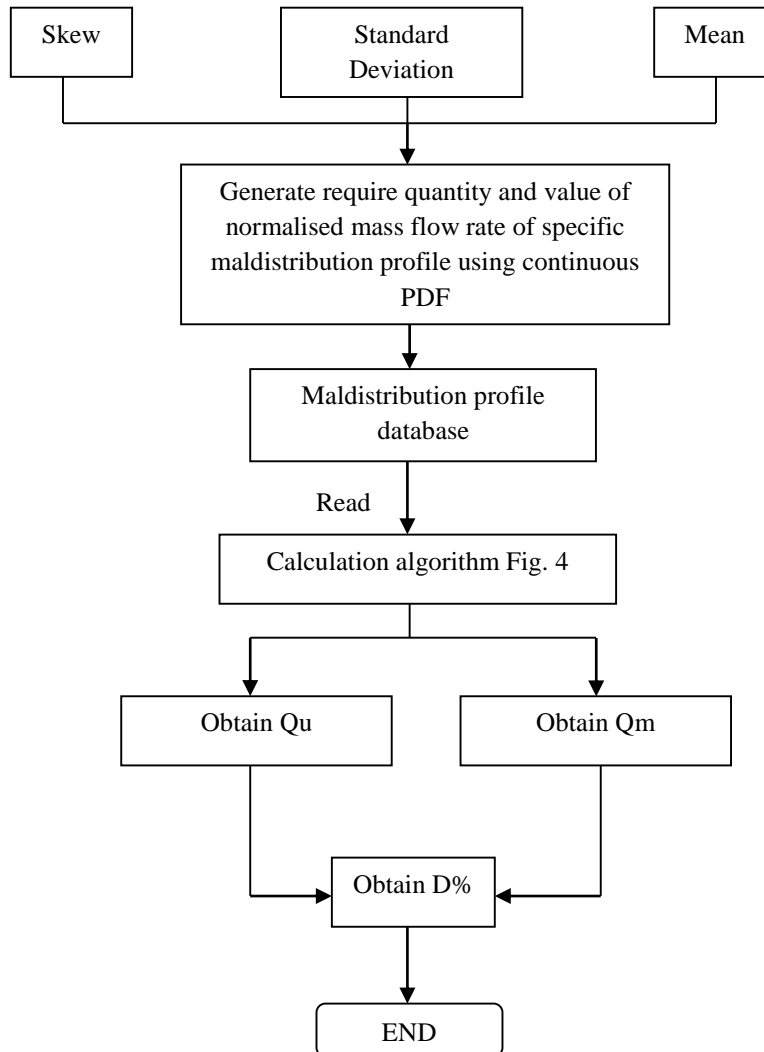 Skew
Standard
Deviation
Mean
Generate require quantity and value of
normalised mass flow rate of specific
maldistribution profile using continuous
PDF
Maldistribution profile
database
Read
Calculation algorithm Fig. 4
Obtain Qu
Obtain Qm
Obtain D%
END